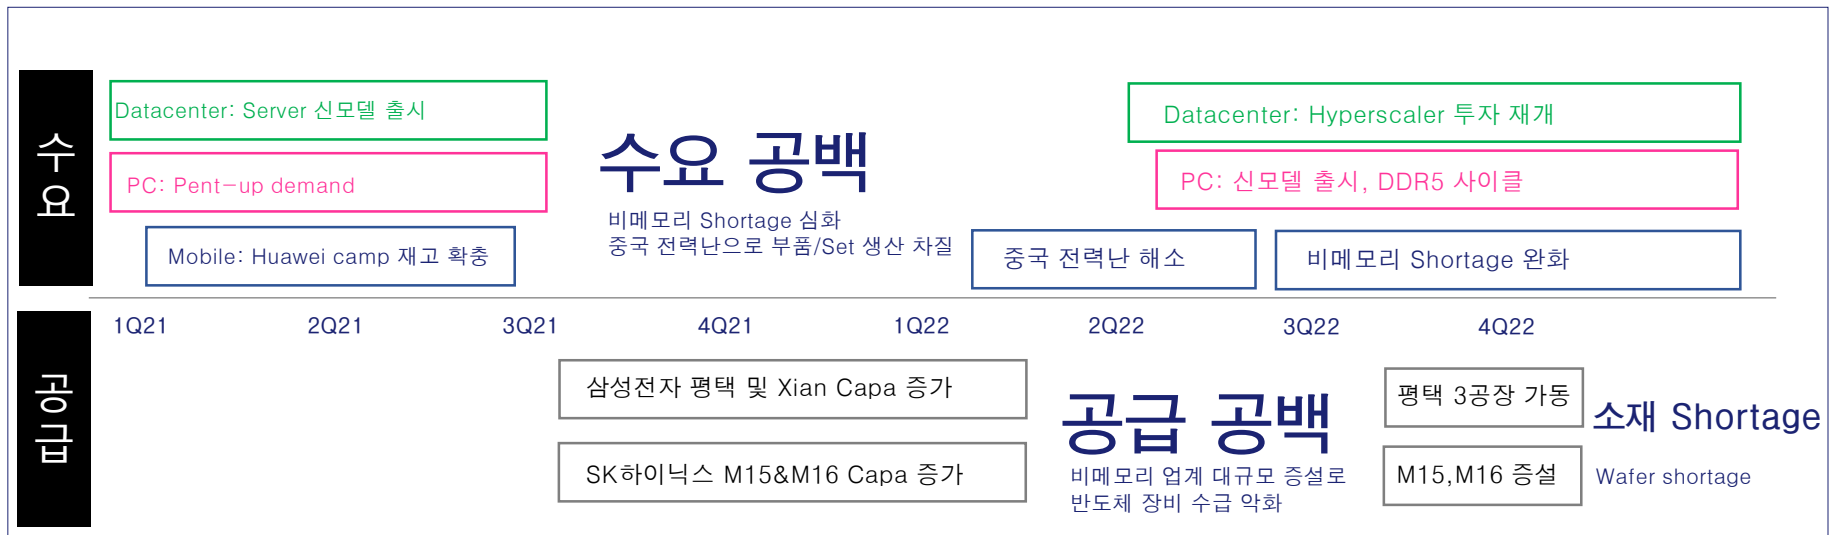 수요
Datacenter: Server 신모델 출시
PC: Pent-up demand
Mobile: Huawei camp 재고 확충
수요 공백
비메모리 Shortage 심화
중국 전력난으로 부품/Set 생산 차질
Datacenter: Hyperscaler 투자 재개
PC: 신모델 출시, DDR5 사이클
중국 전력난 해소
비메모리 Shortage 완화
1Q21 2Q21 3Q21 4Q21 1Q22 2Q22 3Q22 4Q22
공급
삼성전자 평택 및 Xian Capa 증가
SK하이닉스 M15&M16 Capa 증가
공급 공백
비메모리 업계 대규모 증설로
반도체 장비 수급 악화
평택 3공장 가동
M15,M16 증설
소재 Shortage
Wafer shortage